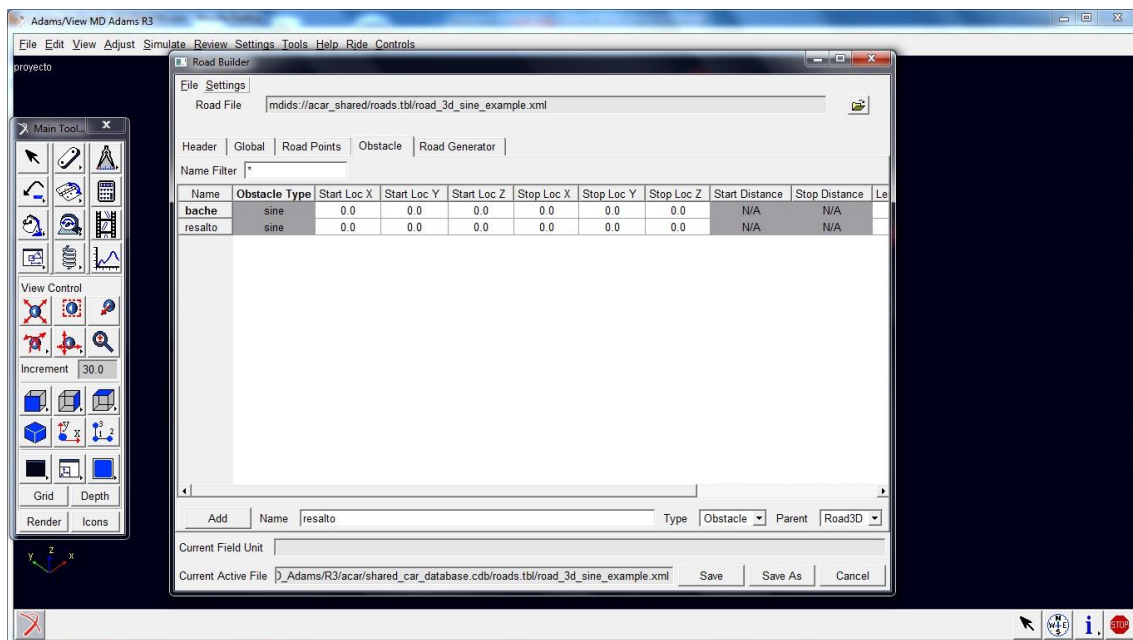 Adams/View MD Adams R3
File Edit View Adjust Simulate Review Settings Tools Help Ride Controls
proyecto
Road Builder
File Settings
Road File mdids://acar_shared/roads.tbl/road_3d_sine_example.xml
Header Global Road Points Obstacle Road Generator
Name Filter *
Name Obstacle Type Start Loc X Start Loc Y Start Loc Z Stop Loc X Stop Loc Y Stop Loc Z Start Distance Stop Distance Le
bache sine 0.0 0.0 0.0 0.0 0.0 0.0 N/A N/A
resalto sine 0.0 0.0 0.0 0.0 0.0 0.0 N/A N/A
Add Name resalto Type Obstacle Parent Road3D
Current Field Unit
Current Active File D_Adams/R3/acar/shared_car_database.cdb/roads.tbl/road_3d_sine_example.xml Save Save As Cancel
Main Tool... X
View Control
Increment 30.0
y x
3 1 2
Grid Depth
Render Icons
y z x
N W E S i STOP